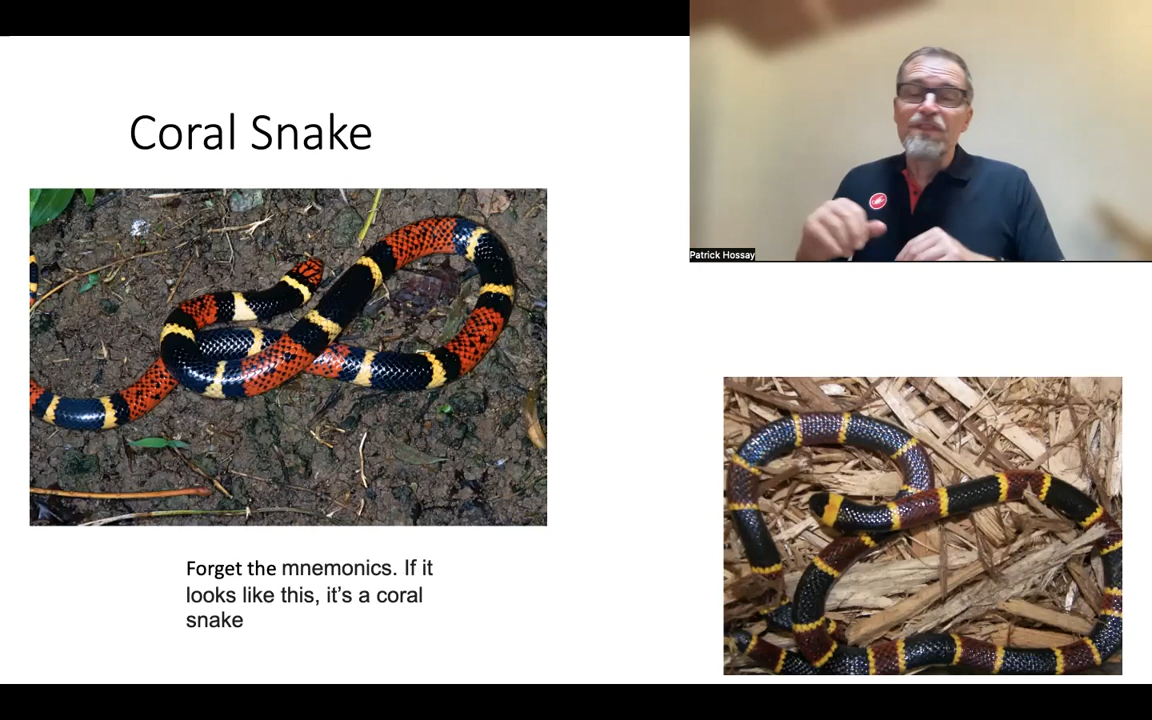 Coral Snake
Patrick Hossay
Forget the mnemonics. If it
looks like this, it's a coral
snake